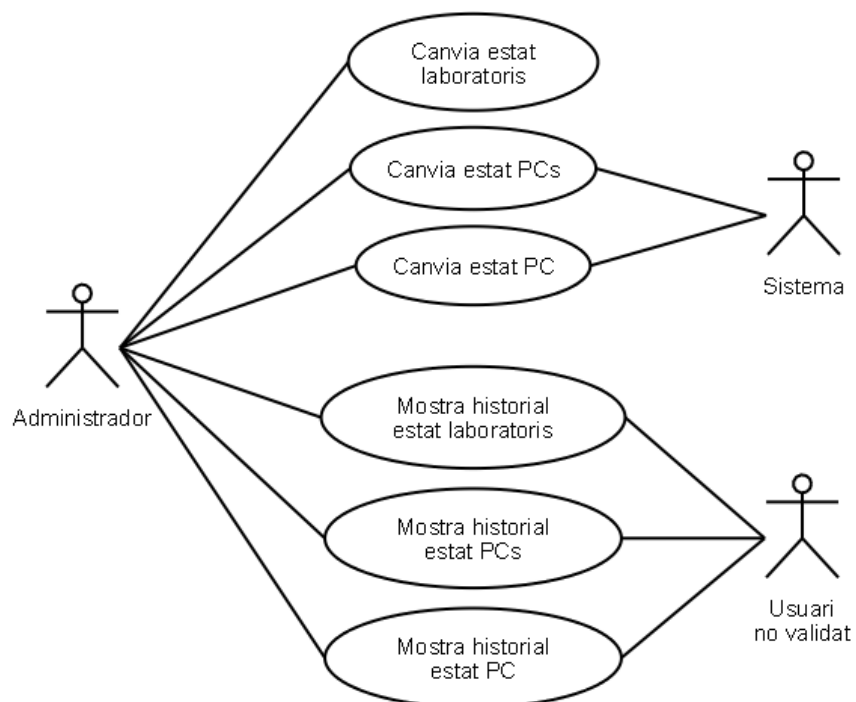 Canvia estat
laboratoris
Canvia estat PCs
Canvia estat PC
Sistema
Administrador
Mostra historial
estat laboratoris
Mostra historial
estat PCs
Mostra historial
estat PC
Usuari
no validat